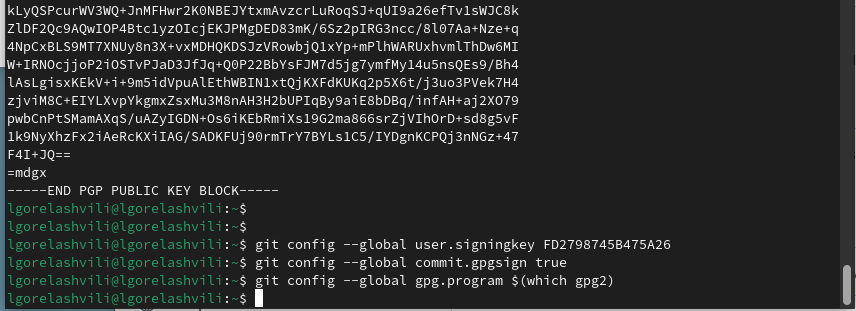 kLyQSPcurWV3WQ+JnMFHwr2K0NBEJYtxmAvzcrLuRoqSJ+qUI9a26efTv1sWJC8k
ZlDF2Qc9AQwIOP4Btc1yzOIcjEKJPMgDED83mK/6Sz2pIRG3ncc/8l07Aa+Nze+q
4NpCxBLS9MT7XNUy8n3X+vxMDHQKDSJzVRowbjQ1xYp+mPlhWARUxhvmlThDw6MI
W+IRNOcjjoP2iOSTvPJaD3JfJq+Q0P22BbYsFJM7d5jg7ymfMy14u5nsQEs9/Bh4
lAsLgisxKEkV+i+9m5idVpuAlEthWBIN1xtQjKXFdKUKq2p5X6t/j3uo3PVek7H4
zjviM8C+EIYLXvpYkgmxZsxMu3M8nAH3H2bUPIqBy9aiE8bDBq/infAH+aj2XO79
pwbCnPtSMamAXqS/uAZyIGDN+Os6iKEbRmiXs19G2ma866srZjVIhOrD+sd8g5vF
1k9NyXhzFx2iAeRcKXiIAG/SADKFUj90rmTrY7BYLs1C5/IYDgnKCPQj3nNGz+47
F4I+JQ==
=mdgx
-----END PGP PUBLIC KEY BLOCK-----
lgorelashvili@lgorelashvili:~$
lgorelashvili@lgorelashvili:~$
lgorelashvili@lgorelashvili:~$ git config --global user.signingkey FD2798745B475A26
lgorelashvili@lgorelashvili:~$ git config --global commit.gpgsign true
lgorelashvili@lgorelashvili:~$ git config --global gpg.program $(which gpg2)
lgorelashvili@lgorelashvili:~$